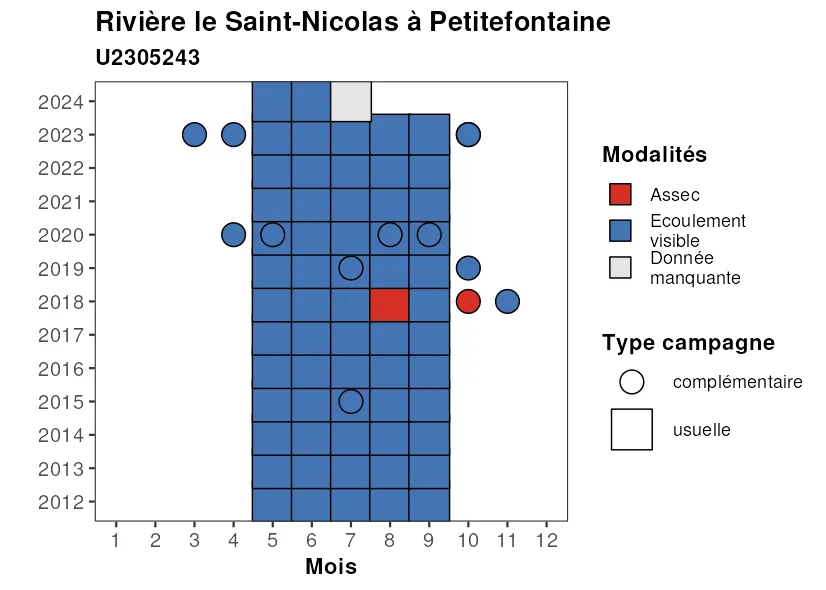 Rivière le Saint-Nicolas à Petitefontaine
U2305243
2024
2023
2022
2021
2020
2019
2018
2017
2016
2015
2014
2013
2012
1 2 3 4 5 6 7 8 9 10 11 12
Mois
Modalités
Assec
Ecoulement
visible
Donnée
manquante
Type campagne
complémentaire
usuelle